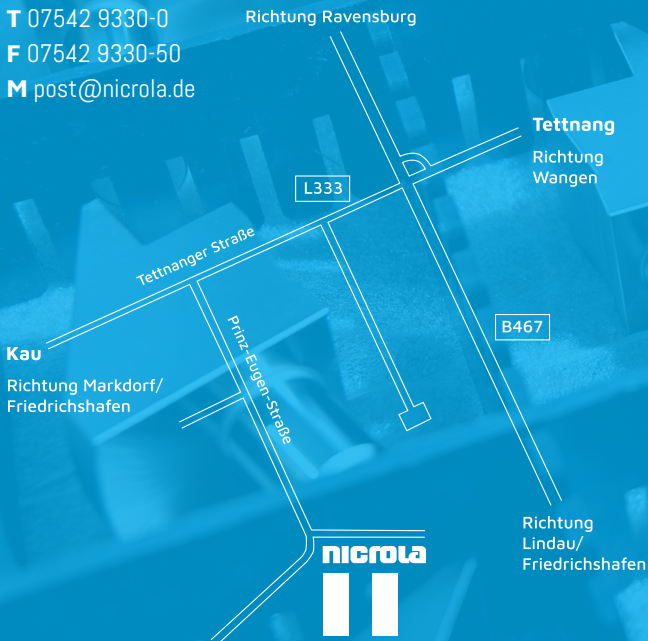 T 07542 9330-0
F 07542 9330-50
M post@nicrola.de
Richtung Ravensburg
Tettnang
Richtung
Wangen
L333
Tettnanger Straße
B467
Prinz-Eugen-Straße
Kau
Richtung Markdorf/
Friedrichshafen
Richtung
Lindau/
Friedrichshafen
nicrola